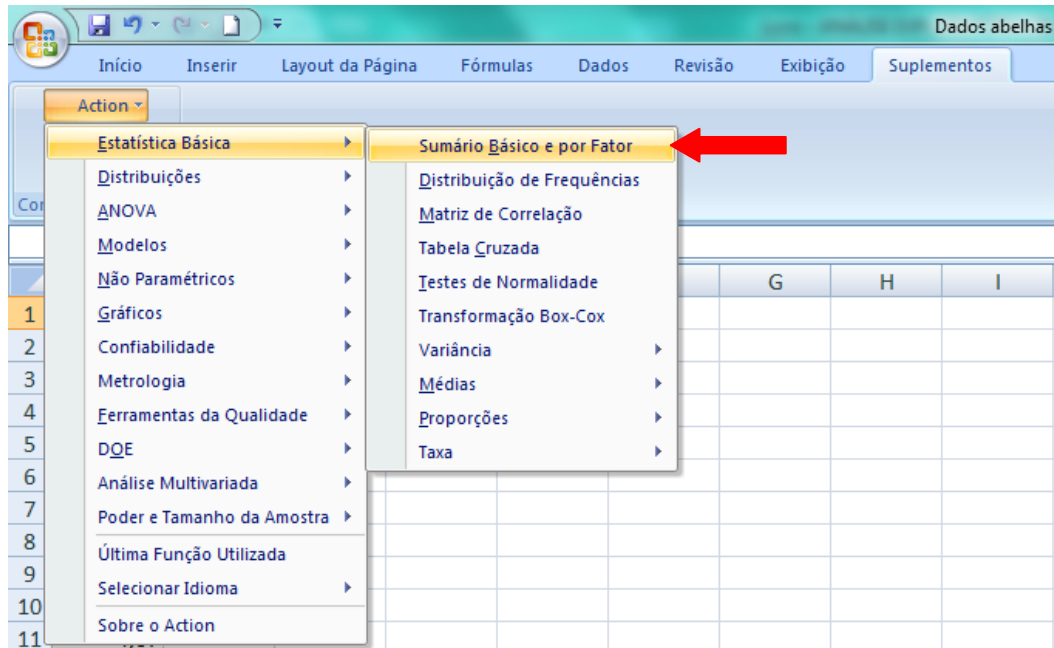 Dados abelhas
Início Inserir Layout da Página Fórmulas Dados Revisão Exibição Suplementos
Action
Estatística Básica
Distribuições
ANOVA
Modelos
Não Paramétricos
Gráficos
Confiabilidade
Metrologia
Ferramentas da Qualidade
DOE
Análise Multivariada
Poder e Tamanho da Amostra
Última Função Utilizada
Selecionar Idioma
Sobre o Action
Sumário Básico e por Fator
Distribuição de Frequências
Matriz de Correlação
Tabela Cruzada
Testes de Normalidade
Transformação Box-Cox
Variância
Médias
Proporções
Taxa
Cor
G H I
1
2
3
4
5
6
7
8
9
10
11